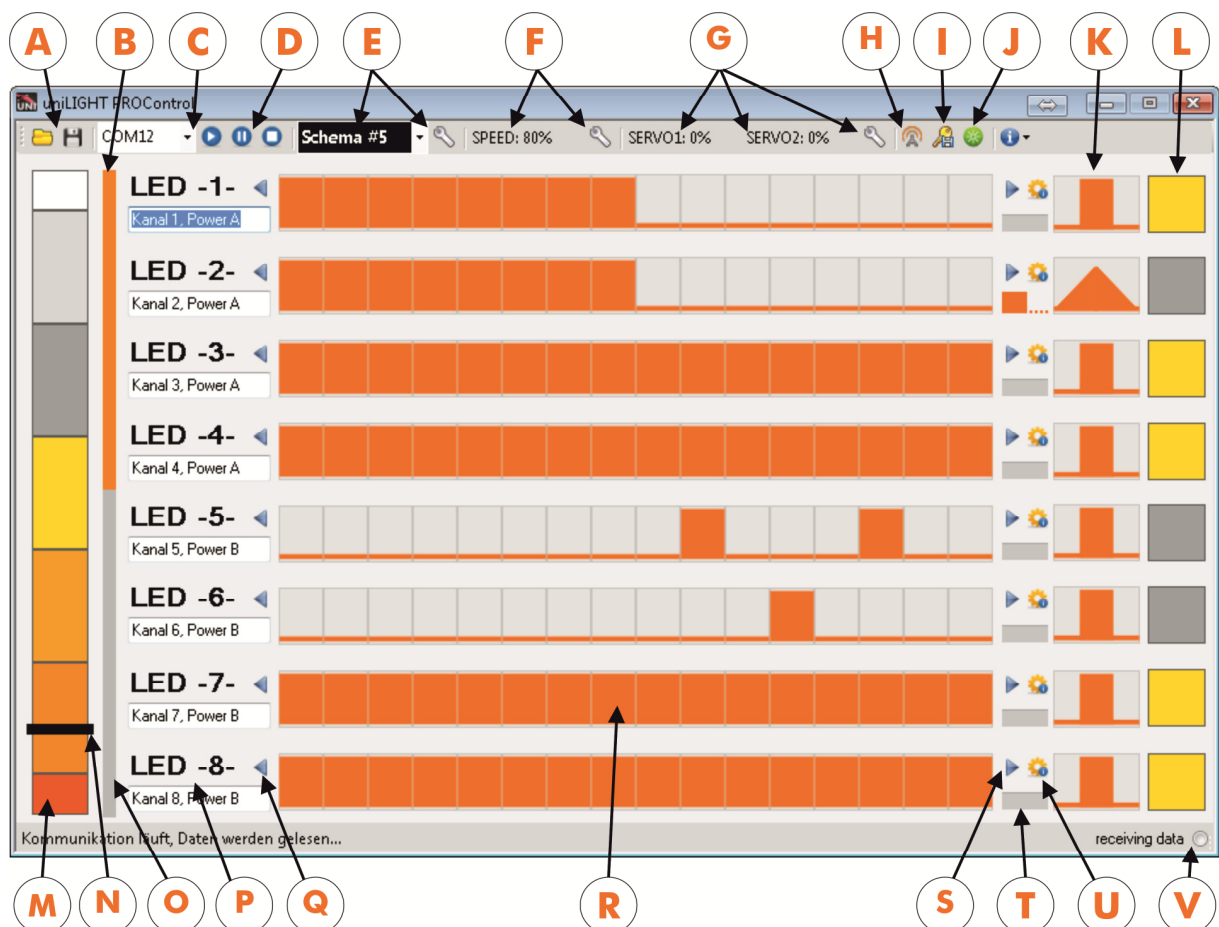 A B C D E F G H I J K L
uniLIGHT PROControl
COM12 Schema #5 SPEED: 80% SERVO1: 0% SERVO2: 0%
LED -1-
Kanal 1, Power A
LED -2-
Kanal 2, Power A
LED -3-
Kanal 3, Power A
LED -4-
Kanal 4, Power A
LED -5-
Kanal 5, Power B
LED -6-
Kanal 6, Power B
LED -7-
Kanal 7, Power B
LED -8-
Kanal 8, Power B
Kommunikation läuft, Daten werden gelesen... receiving data
M N O P Q R S T U V